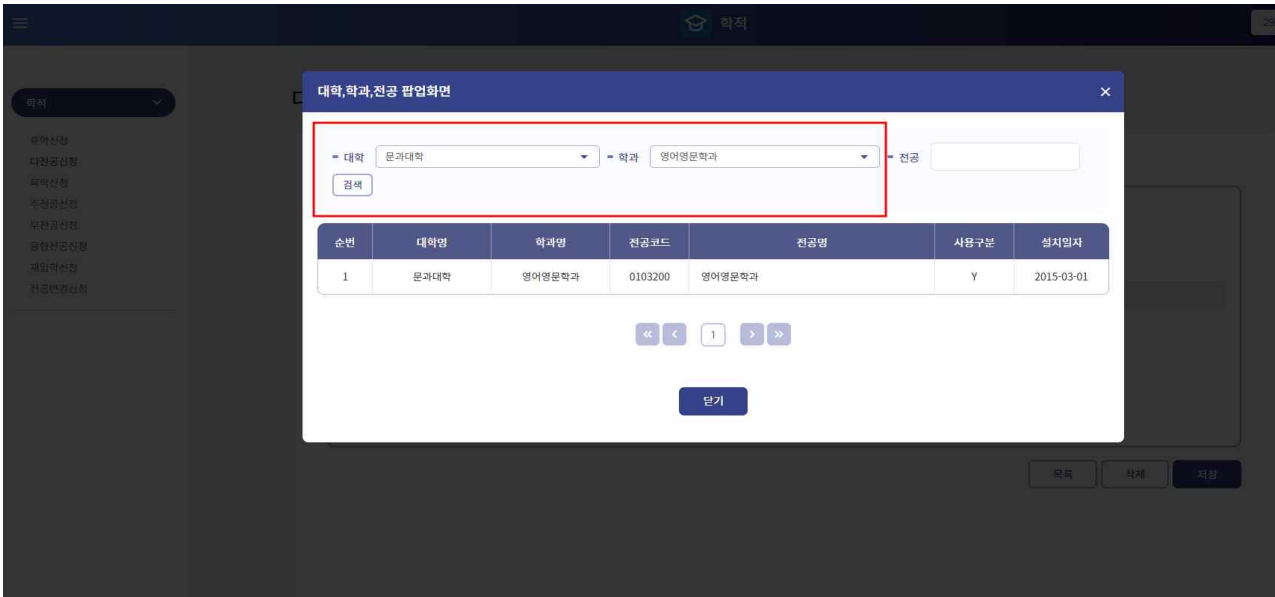 학적
29
학적
휴학신청
다전공신청
복학신청
주전공신청
부전공신청
융합전공신청
재입학신청
전공변경신청
대학,학과,전공 팝업화면
대학 문과대학 학과 영어영문학과 전공
검색
순번 대학명 학과명 전공코드 전공명 사용구분 설치일자
1 문과대학 영어영문학과 0103200 영어영문학과 Y 2015-03-01
« < 1 > »
닫기
목록 삭제 저장